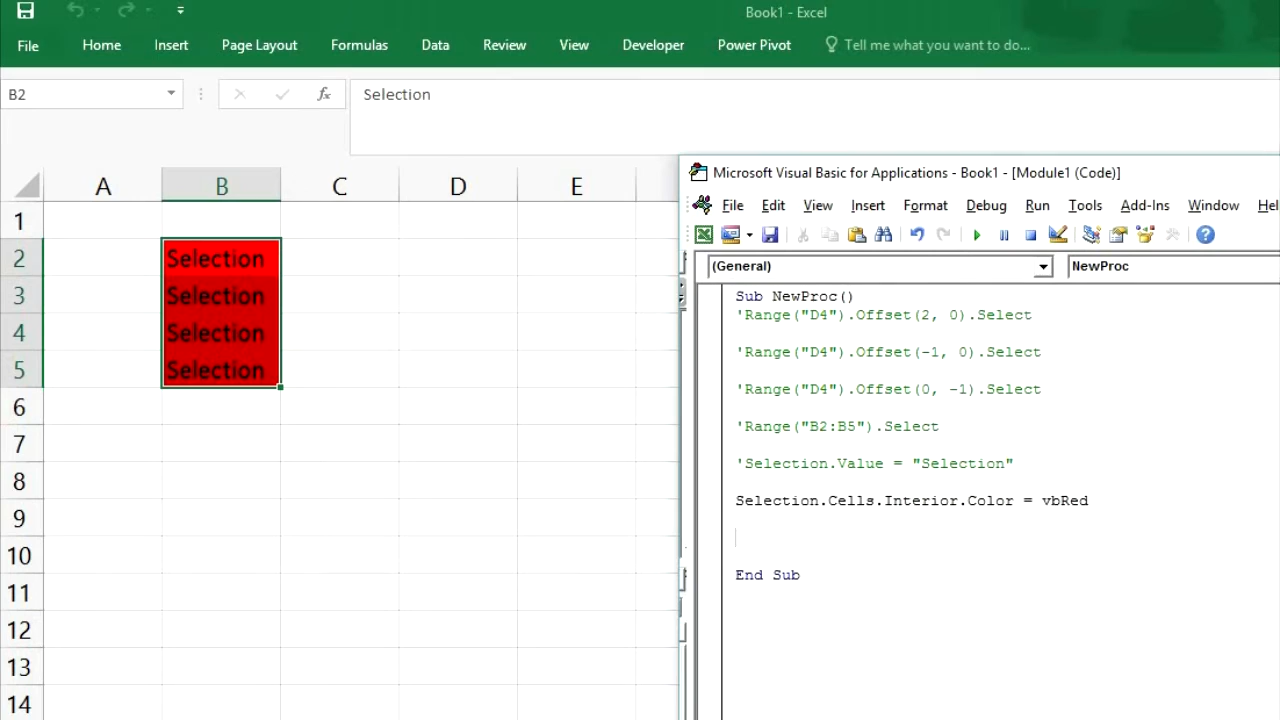 Book1 - Excel
File Home Insert Page Layout Formulas Data Review View Developer Power Pivot Tell me what you want to do...
B2 fx Selection
A B C D E
1
2 Selection
3 Selection
4 Selection
5 Selection
6
7
8
9
10
11
12
13
14
Microsoft Visual Basic for Applications - Book1 - [Module1 (Code)]
File Edit View Insert Format Debug Run Tools Add-Ins Window Hel
(General) NewProc
Sub NewProc()
'Range("D4").Offset(2, 0).Select
'Range("D4").Offset(-1, 0).Select
'Range("D4").Offset(0, -1).Select
'Range("B2:B5").Select
'Selection.Value = "Selection"
Selection.Cells.Interior.Color = vbRed
End Sub